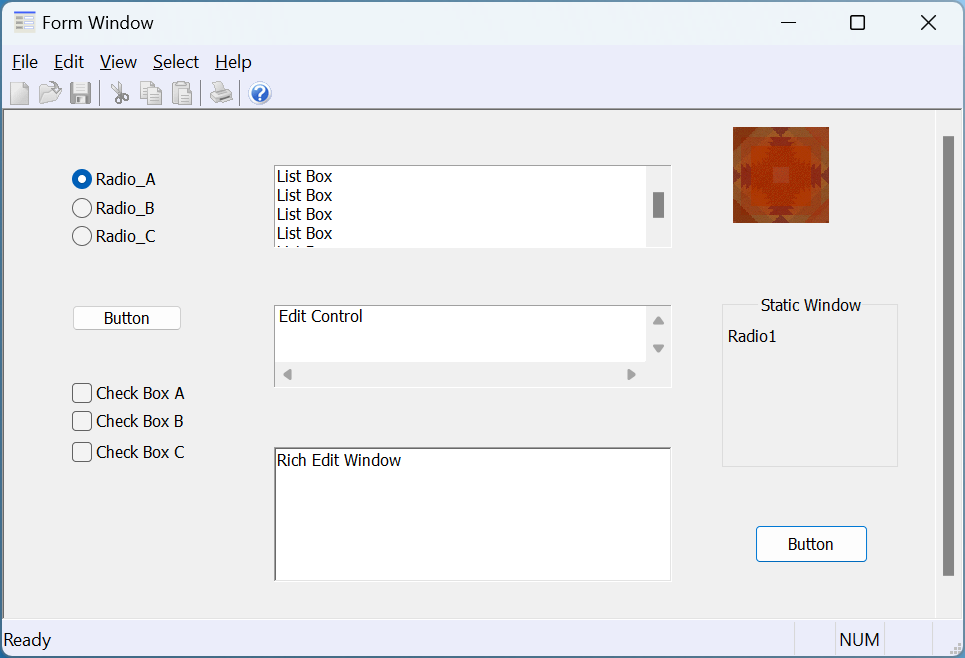 Form Window
File Edit View Select Help
?
Radio_A
Radio_B
Radio_C
List Box
List Box
List Box
List Box
Button
Edit Control
Static Window
Radio1
Check Box A
Check Box B
Check Box C
Rich Edit Window
Button
Ready
NUM